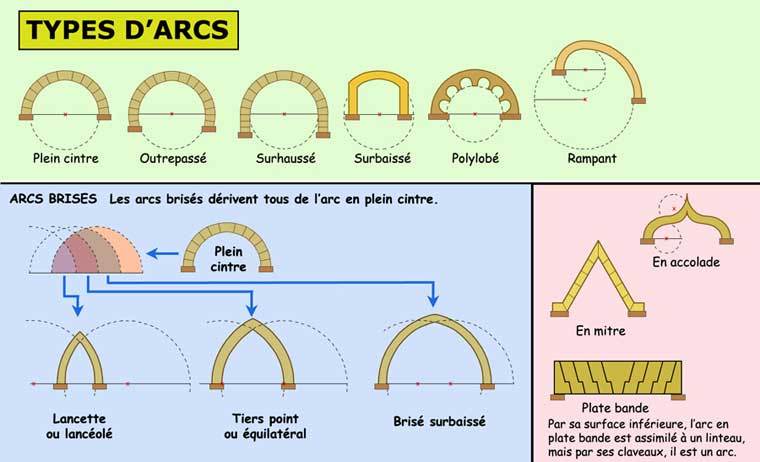 TYPES D'ARCS
Plein cintre
Outrepassé
Surhaussé
Surbaissé
Polylobé
Rampant
ARCS BRISES Les arcs brisés dérivent tous de l'arc en plein cintre.
Plein
cintre
Lancette
ou lancéolé
Tiers point
ou équilatéral
Brisé surbaissé
En accolade
En mitre
Plate bande
Par sa surface inférieure, l'arc en
plate bande est assimilé à un linteau,
mais par ses claveaux, il est un arc.